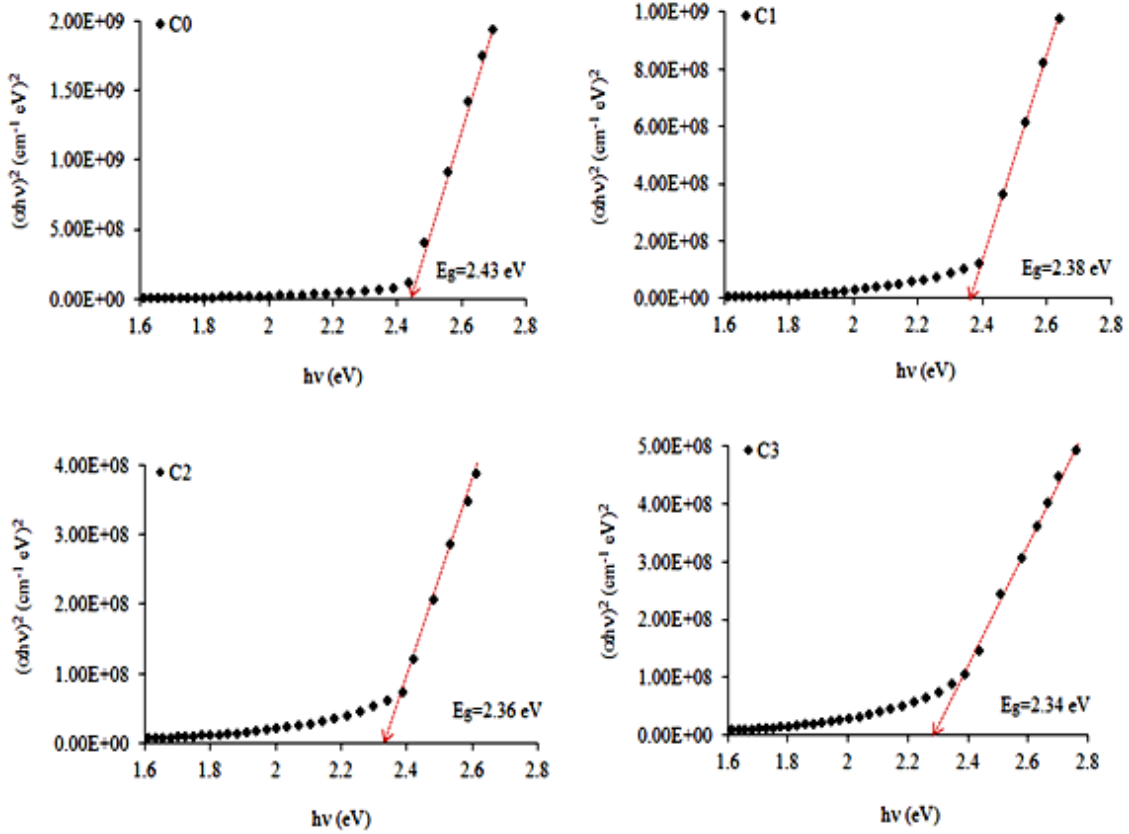 C0
2.00E+09
1.50E+09
1.00E+09
5.00E+08
0.00E+00
(αhν)² (cm⁻¹ eV)²
E₉=2.43 eV
1.6 1.8 2 2.2 2.4 2.6 2.8
hν (eV)
C1
1.00E+09
8.00E+08
6.00E+08
4.00E+08
2.00E+08
0.00E+00
(αhν)² (cm⁻¹ eV)²
E₉=2.38 eV
1.6 1.8 2 2.2 2.4 2.6 2.8
hν (eV)
C2
4.00E+08
3.00E+08
2.00E+08
1.00E+08
0.00E+00
(αhν)² (cm⁻¹ eV)²
E₉=2.36 eV
1.6 1.8 2 2.2 2.4 2.6 2.8
hν (eV)
C3
5.00E+08
4.00E+08
3.00E+08
2.00E+08
1.00E+08
0.00E+00
(αhν)² (cm⁻¹ eV)²
E₉=2.34 eV
1.6 1.8 2 2.2 2.4 2.6 2.8
hν (eV)